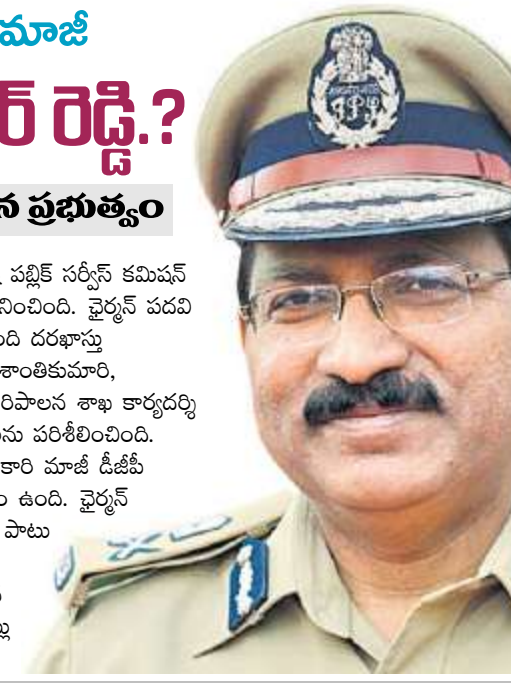 మాజీ
ర్ రెడ్డి.?
న ప్రభుత్వం
పబ్లిక్ సర్వీస్ కమిషన్
నించింది. ఛైర్మన్ పదవి
ంది దరఖాస్తు
శాంతికుమారి,
రిపాలన శాఖ కార్యదర్శి
ను పరిశీలించింది.
కారి మాజీ డీజీపీ
ం ఉంది. ఛైర్మన్
పాటు